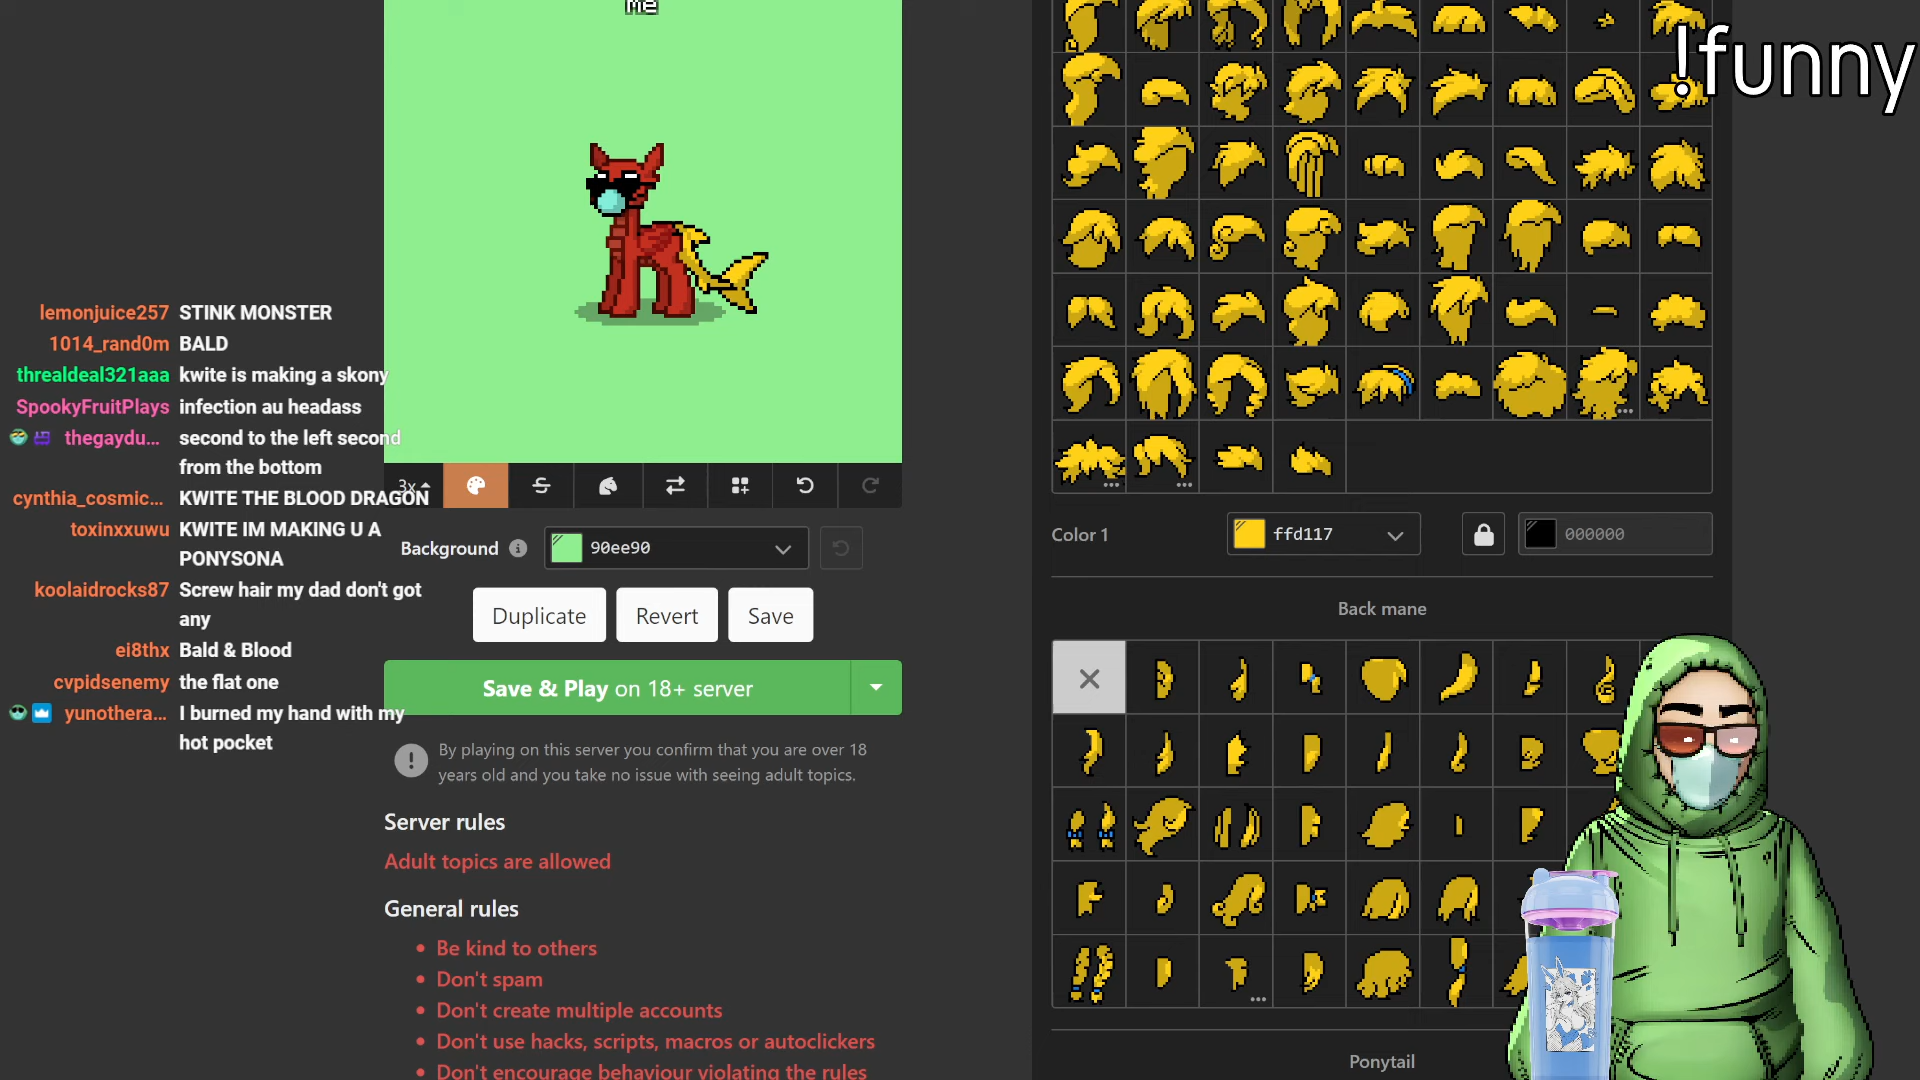 me
!funny
lemonjuice257 STINK MONSTER
1014_rand0m BALD
threaldeal321aaa kwite is making a skony
SpookyFruitPlays infection au headass
thegaydu... second to the left second
from the bottom
cynthia_cosmic... KWITE THE BLOOD DRAGON
toxinxxuwu KWITE IM MAKING U A
PONYSONA
koolaidrocks87 Screw hair my dad don't got
any
ei8thx Bald & Blood
cvpidsenemy the flat one
yunothera... I burned my hand with my
hot pocket
3x
Background 90ee90
Duplicate Revert Save
Save & Play on 18+ server
By playing on this server you confirm that you are over 18
years old and you take no issue with seeing adult topics.
Server rules
Adult topics are allowed
General rules
Be kind to others
Don't spam
Don't create multiple accounts
Don't use hacks, scripts, macros or autoclickers
Don't encourage behaviour violating the rules
Color 1 ffd117 000000
Back mane
Ponytail